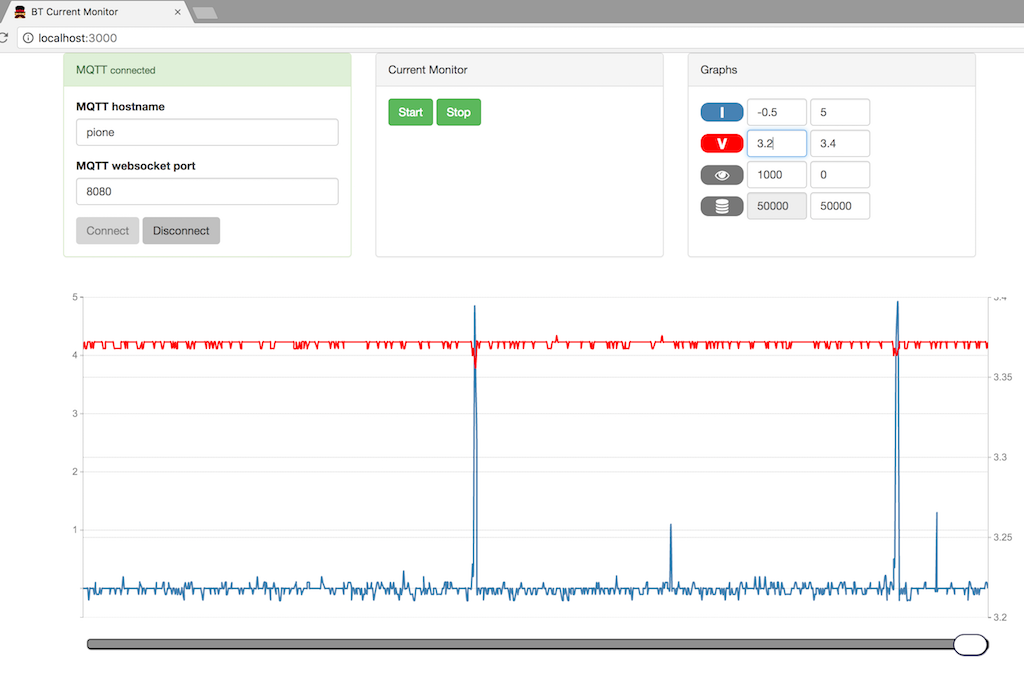 BT Current Monitor
localhost:3000
MQTT connected
MQTT hostname
pione
MQTT websocket port
8080
Connect Disconnect
Current Monitor
Start Stop
Graphs
I -0.5 5
V 3.2 3.4
1000 0
50000 50000
5
4
3
2
1
3.4
3.35
3.3
3.25
3.2